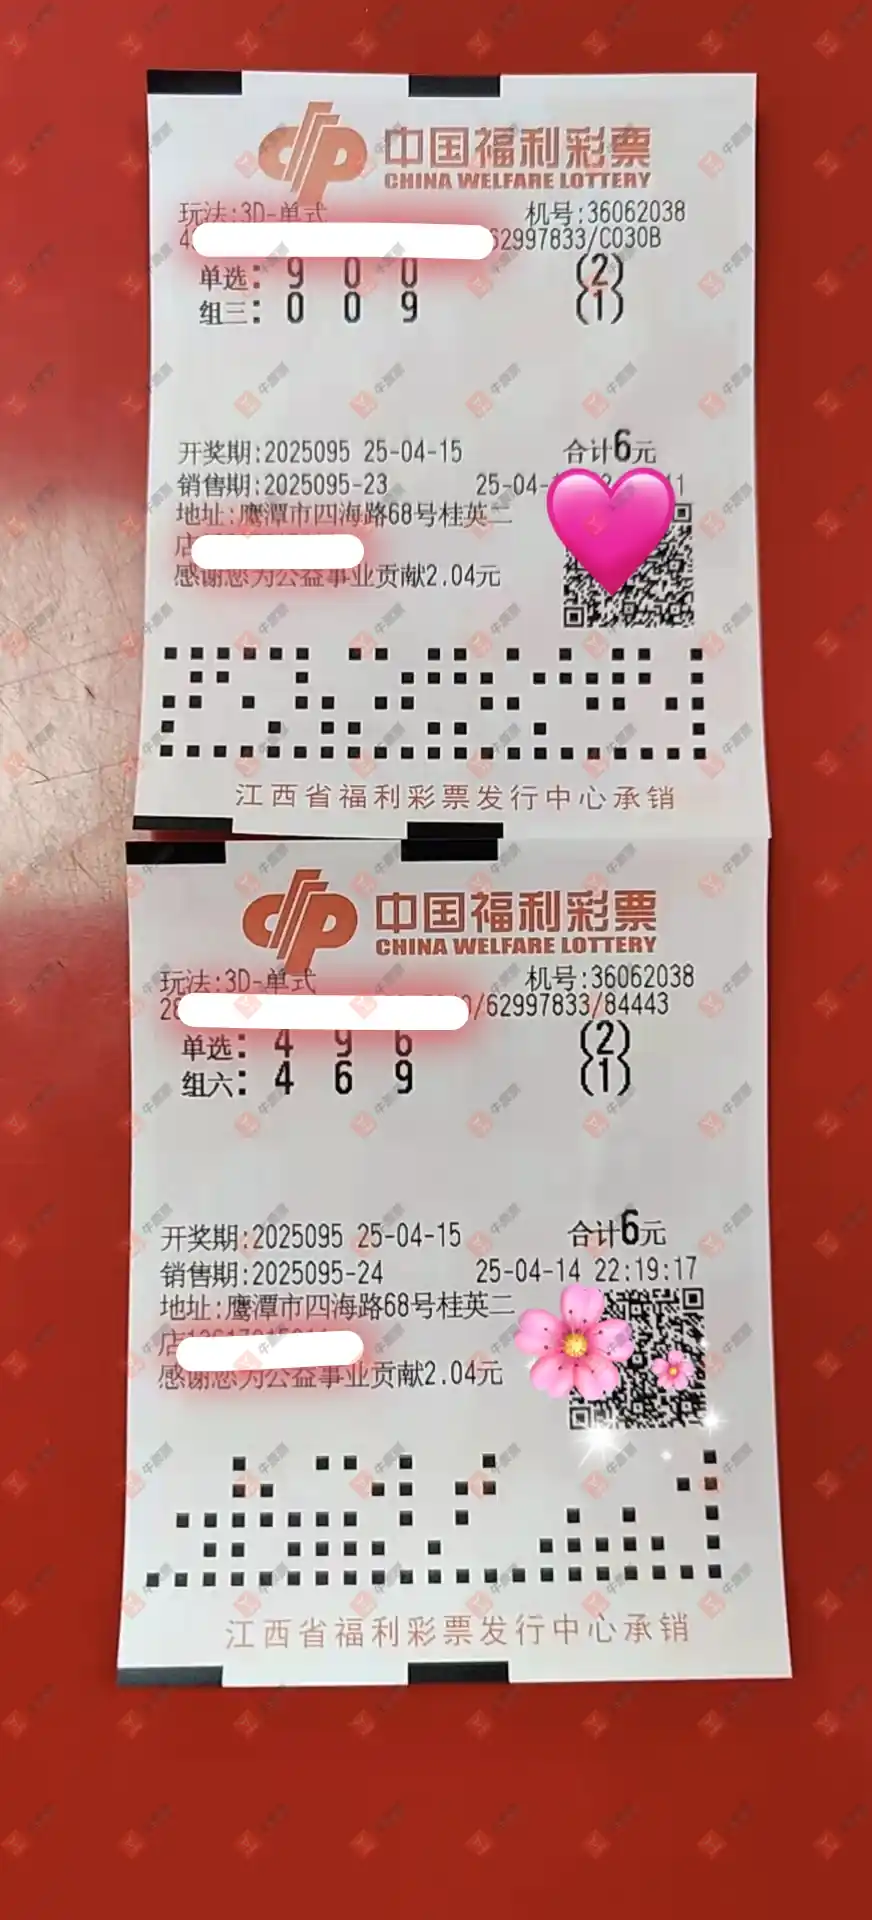 中国福利彩票
CHINA WELFARE LOTTERY
玩法:3D-单式 机号:36062038
62997833/C030B
单选: 9 0 0 (2)
组三: 0 0 9 (1)
开奖期:2025095 25-04-15 合计6元
销售期:2025095-23 25-04-
地址:鹰潭市四海路68号桂英二
店
感谢您为公益事业贡献2.04元
江西省福利彩票发行中心承销
中国福利彩票
CHINA WELFARE LOTTERY
玩法:3D-单式 机号:36062038
/62997833/84443
单选: 4 9 6 (2)
组六: 4 6 9 (1)
开奖期:2025095 25-04-15 合计6元
销售期:2025095-24 25-04-14 22:19:17
地址:鹰潭市四海路68号桂英二
店
感谢您为公益事业贡献2.04元
江西省福利彩票发行中心承销